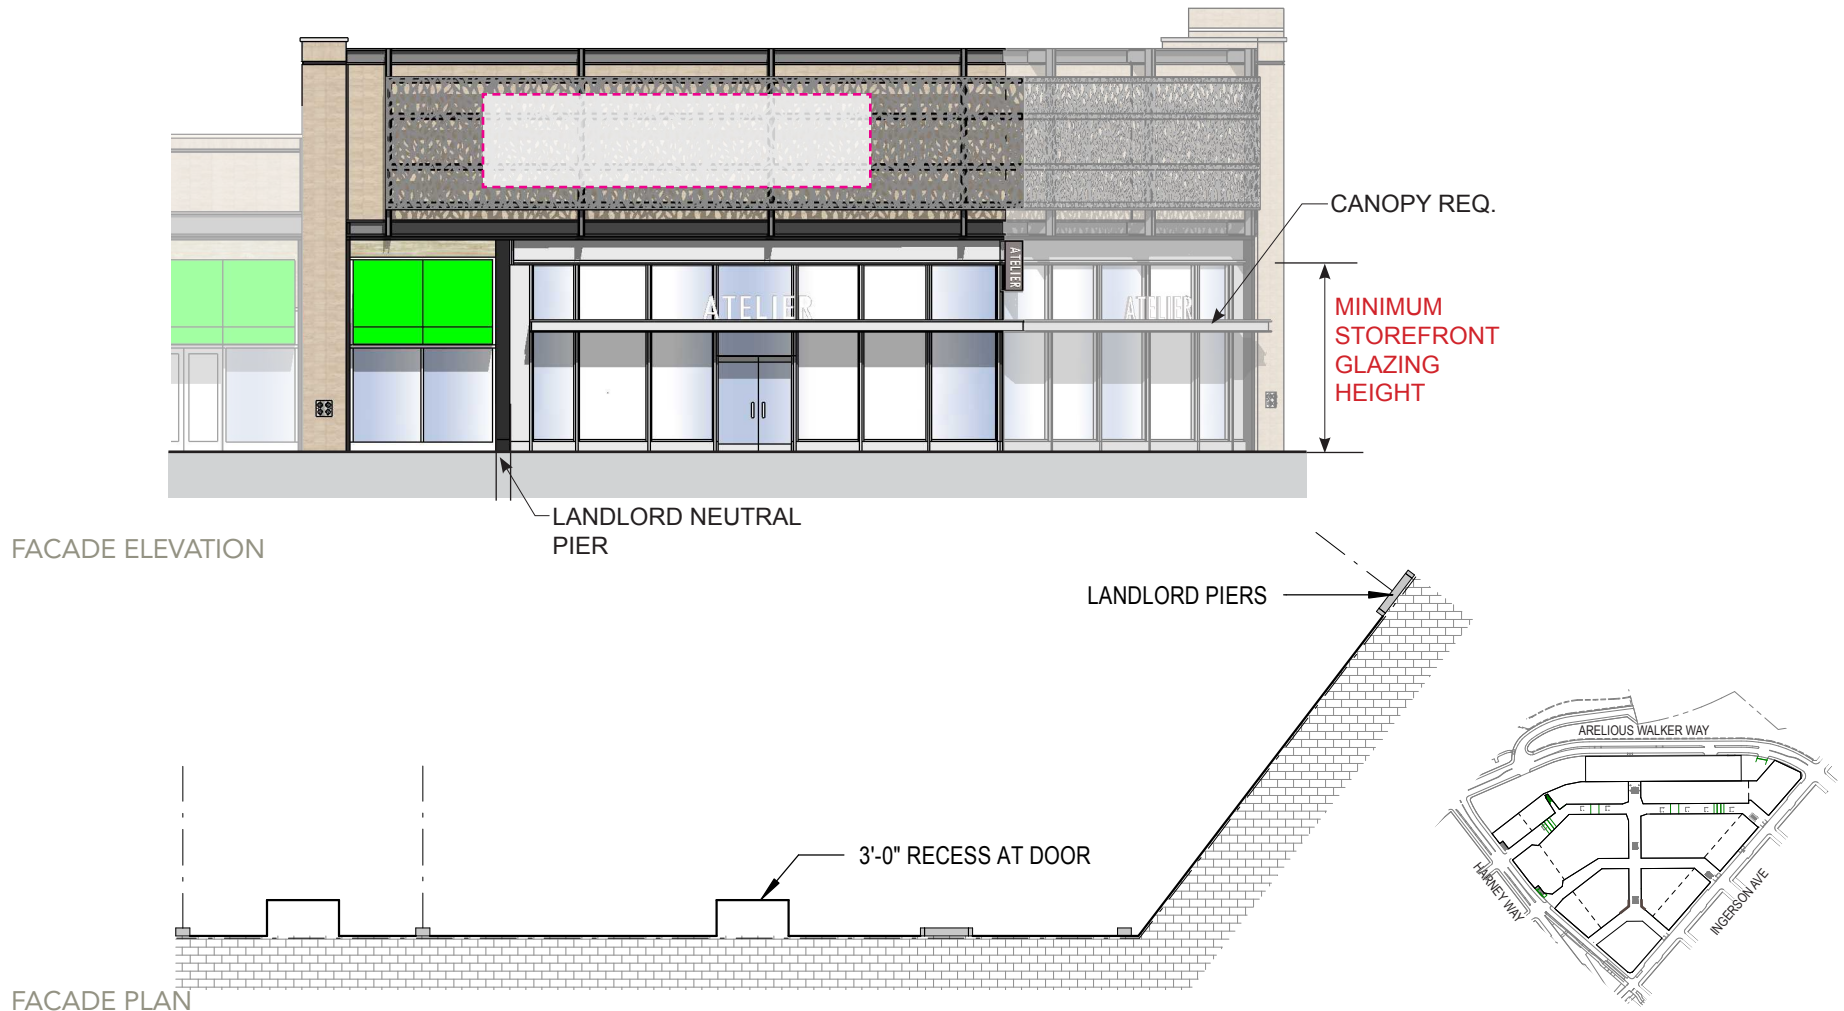 CANOPY REQ.
ATELIER
ATELIER
ATELIER
MINIMUM
STOREFRONT
GLAZING
HEIGHT
LANDLORD NEUTRAL
PIER
FACADE ELEVATION
LANDLORD PIERS
ARELIOUS WALKER WAY
3'-0" RECESS AT DOOR
HARNEY WAY
INGERSON AVE
FACADE PLAN